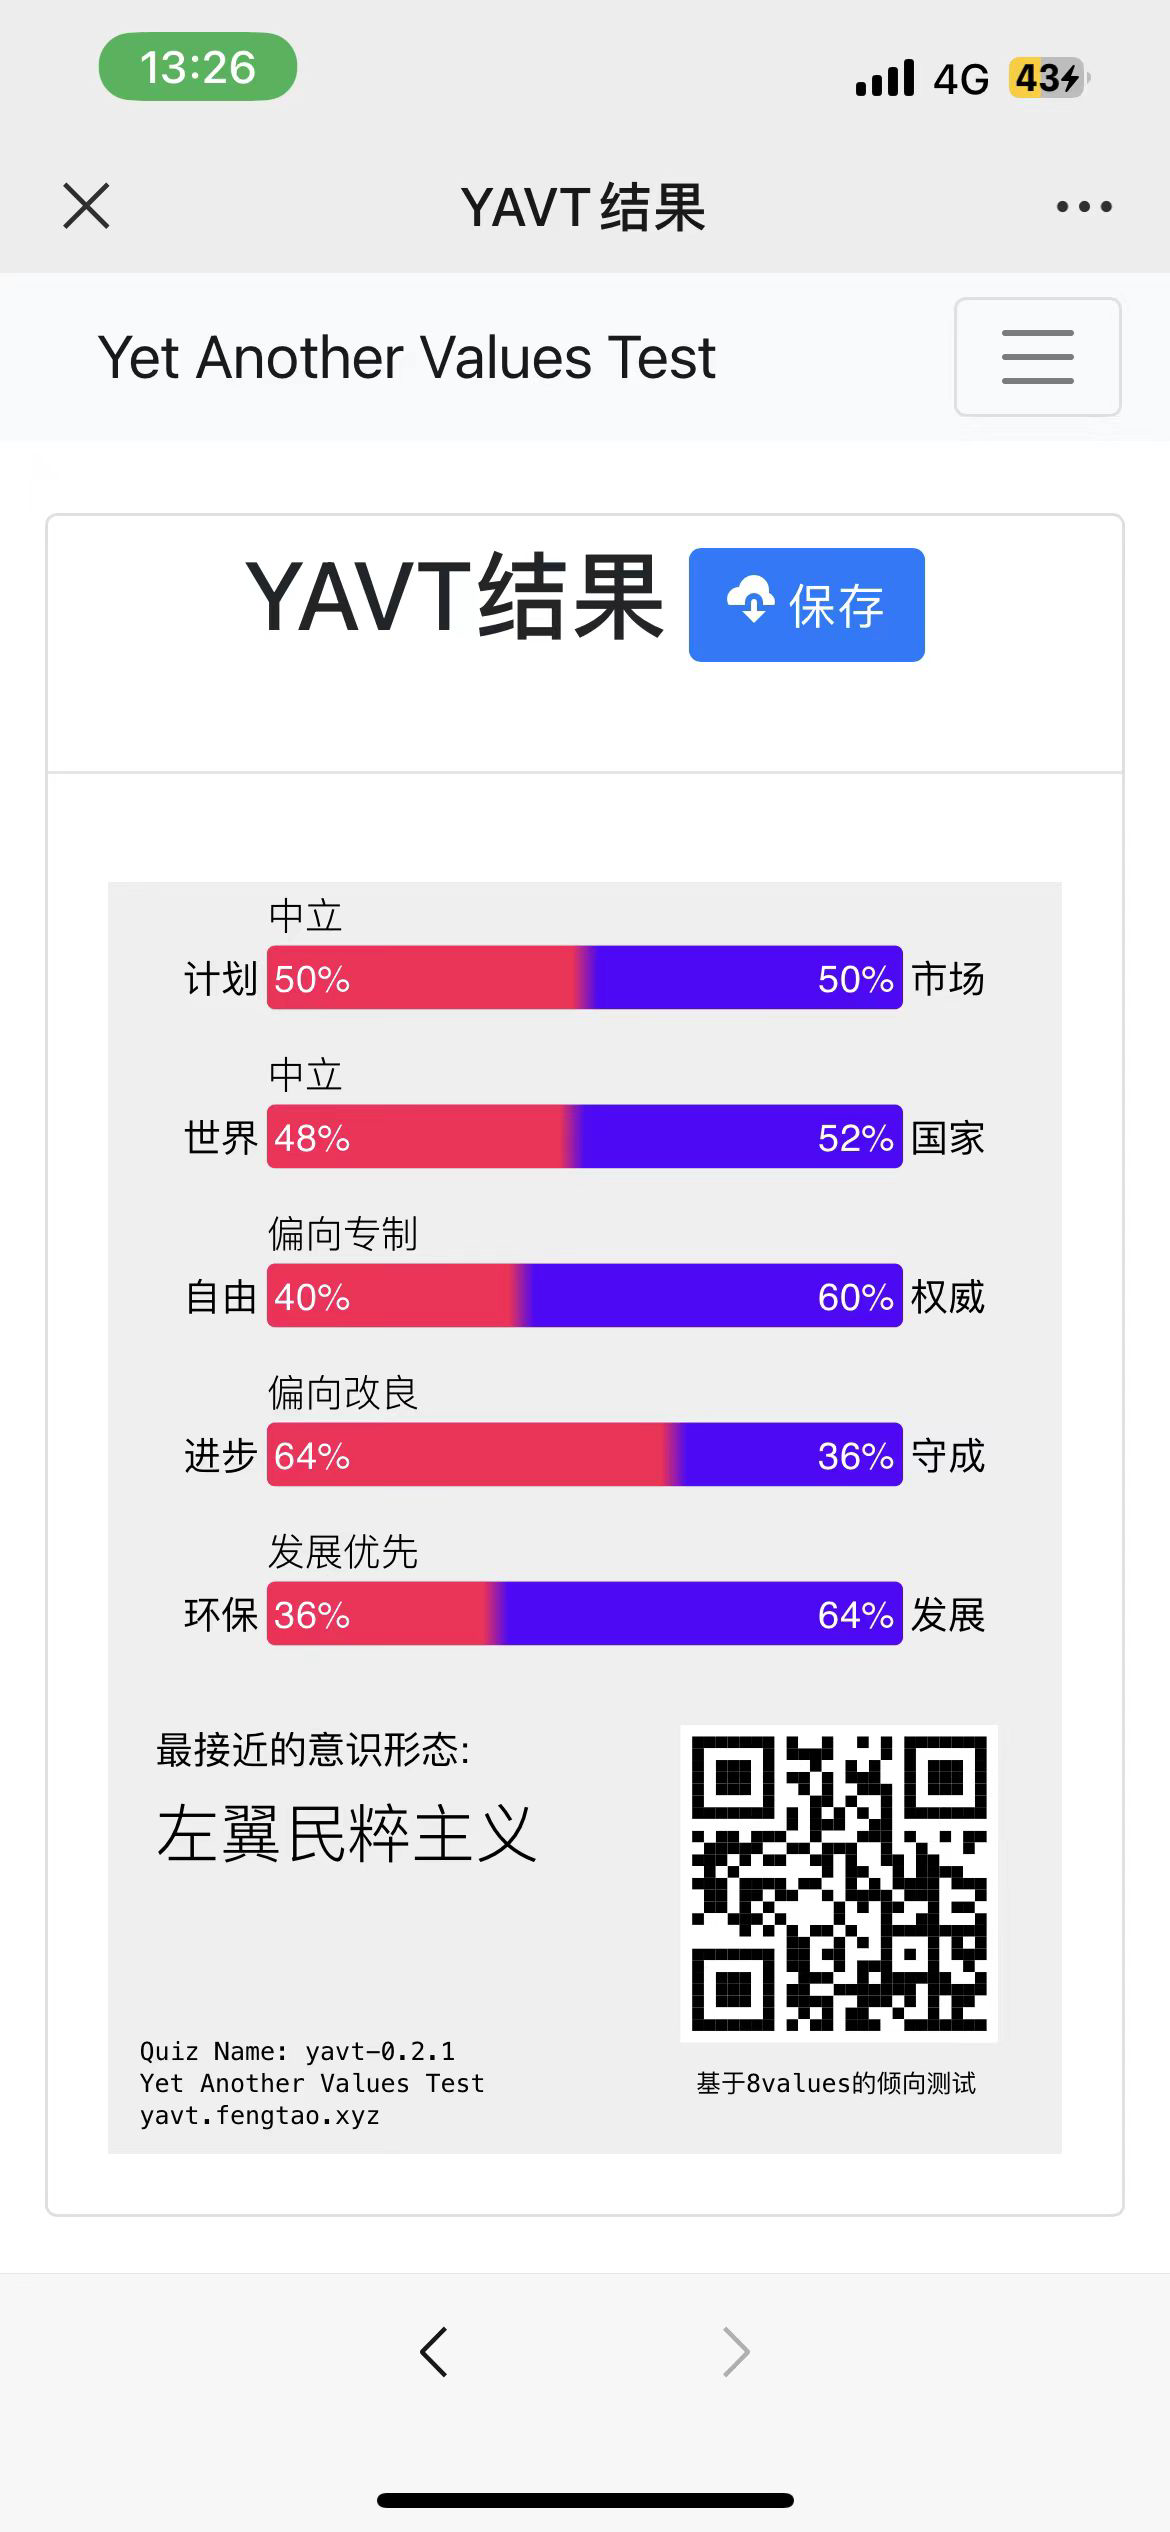 13:26
4G 43
YAVT结果
Yet Another Values Test
YAVT结果 保存
中立
计划 50% 50% 市场
中立
世界 48% 52% 国家
偏向专制
自由 40% 60% 权威
偏向改良
进步 64% 36% 守成
发展优先
环保 36% 64% 发展
最接近的意识形态:
左翼民粹主义
Quiz Name: yavt-0.2.1
Yet Another Values Test
yavt.fengtao.xyz
基于8values的倾向测试